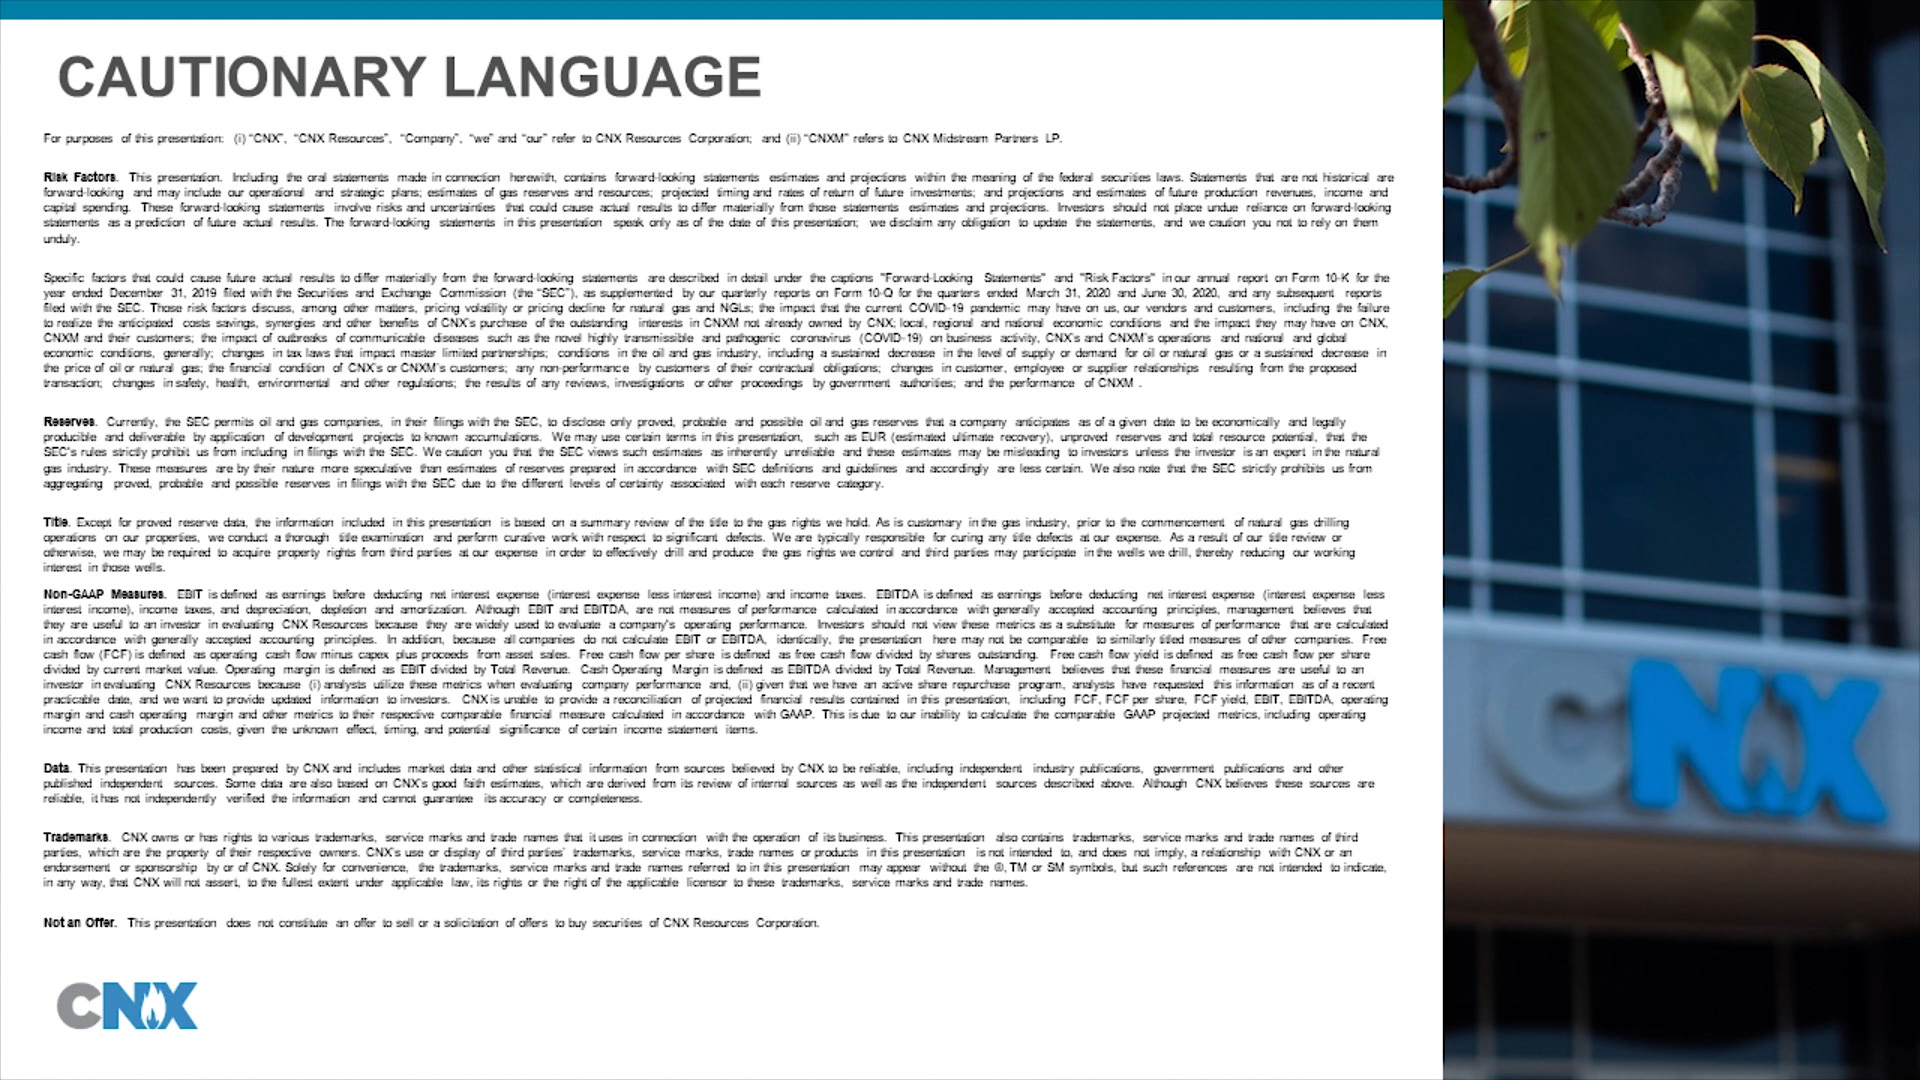 CAUTIONARY LANGUAGE
For purposes of this presentation: (i) “CNX”, “CNX Resources”, “Company”, “we” and “our” refer to CNX Resources Corporation; and (ii) “CNXM” refers to CNX Midstream Partners LP.
Risk Factors. This presentation. Including the oral statements made in connection herewith, contains forward-looking statements estimates and projections within the meaning of the federal securities laws. Statements that are not historical are
forward-looking and may include our operational and strategic plans; estimates of gas reserves and resources; projected timing and rates of return of future investments; and projections and estimates of future production revenues, income and
capital spending. These forward-looking statements involve risks and uncertainties that could cause actual results to differ materially from those statements estimates and projections. Investors should not place undue reliance on forward-looking
statements as a prediction of future actual results. The forward-looking statements in this presentation speak only as of the date of this presentation; we disclaim any obligation to update the statements, and we caution you not to rely on them
unduly.
Specific factors that could cause future actual results to differ materially from the forward-looking statements are described in detail under the captions "Forward-Looking Statements" and "Risk Factors" in our annual report on Form 10-K for the
year ended December 31, 2019 filed with the Securities and Exchange Commission (the “SEC”), as supplemented by our quarterly reports on Form 10-Q for the quarters ended March 31, 2020 and June 30, 2020, and any subsequent reports
filed with the SEC. Those risk factors discuss, among other matters, pricing volatility or pricing decline for natural gas and NGLs; the impact that the current COVID-19 pandemic may have on us, our vendors and customers, including the failure
to realize the anticipated costs savings, synergies and other benefits of CNX's purchase of the outstanding interests in CNXM not already owned by CNX; local, regional and national economic conditions and the impact they may have on CNX,
CNXM and their customers; the impact of outbreaks of communicable diseases such as the novel highly transmissible and pathogenic coronavirus (COVID-19) on business activity, CNX's and CNXM's operations and national and global
economic conditions, generally; changes in tax laws that impact master limited partnerships; conditions in the oil and gas industry, including a sustained decrease in the level of supply or demand for oil or natural gas or a sustained decrease in
the price of oil or natural gas; the financial condition of CNX's or CNXM's customers; any non-performance by customers of their contractual obligations; changes in customer, employee or supplier relationships resulting from the proposed
transaction; changes in safety, health, environmental and other regulations; the results of any reviews, investigations or other proceedings by government authorities; and the performance of CNXM .
Reserves. Currently, the SEC permits oil and gas companies, in their filings with the SEC, to disclose only proved, probable and possible oil and gas reserves that a company anticipates as of a given date to be economically and legally
producible and deliverable by application of development projects to known accumulations. We may use certain terms in this presentation, such as EUR (estimated ultimate recovery), unproved reserves and total resource potential, that the
SEC's rules strictly prohibit us from including in filings with the SEC. We caution you that the SEC views such estimates as inherently unreliable and these estimates may be misleading to investors unless the investor is an expert in the natural
gas industry. These measures are by their nature more speculative than estimates of reserves prepared in accordance with SEC definitions and guidelines and accordingly are less certain. We also note that the SEC strictly prohibits us from
aggregating proved, probable and possible reserves in filings with the SEC due to the different levels of certainty associated with each reserve category.
Title. Except for proved reserve data, the information included in this presentation is based on a summary review of the title to the gas rights we hold. As is customary in the gas industry, prior to the commencement of natural gas drilling
operations on our properties, we conduct a thorough title examination and perform curative work with respect to significant defects. We are typically responsible for curing any title defects at our expense. As a result of our title review or
otherwise, we may be required to acquire property rights from third parties at our expense in order to effectively drill and produce the gas rights we control and third parties may participate in the wells we drill, thereby reducing our working
interest in those wells.
Non-GAAP Measures. EBIT is defined as earnings before deducting net interest expense (interest expense less interest income) and income taxes. EBITDA is defined as earnings before deducting net interest expense (interest expense less
interest income), income taxes, and depreciation, depletion and amortization. Although EBIT and EBITDA, are not measures of performance calculated in accordance with generally accepted accounting principles, management believes that
they are useful to an investor in evaluating CNX Resources because they are widely used to evaluate a company's operating performance. Investors should not view these metrics as a substitute for measures of performance that are calculated
in accordance with generally accepted accounting principles. In addition, because all companies do not calculate EBIT or EBITDA, identically, the presentation here may not be comparable to similarly titled measures of other companies. Free
cash flow (FCF) is defined as operating cash flow minus capex plus proceeds from asset sales. Free cash flow per share is defined as free cash flow divided by shares outstanding. Free cash flow yield is defined as free cash flow per share
divided by current market value. Operating margin is defined as EBIT divided by Total Revenue. Cash Operating Margin is defined as EBITDA divided by Total Revenue. Management believes that these financial measures are useful to an
investor in evaluating CNX Resources because (i) analysts utilize these metrics when evaluating company performance and, (ii) given that we have an active share repurchase program, analysts have requested this information as of a recent
practicable date, and we want to provide updated information to investors. CNX is unable to provide a reconciliation of projected financial results contained in this presentation, including FCF, FCF per share, FCF yield, EBIT, EBITDA, operating
margin and cash operating margin and other metrics to their respective comparable financial measure calculated in accordance with GAAP. This is due to our inability to calculate the comparable GAAP projected metrics, including operating
income and total production costs, given the unknown effect, timing, and potential significance of certain income statement items.
Data. This presentation has been prepared by CNX and includes market data and other statistical information from sources believed by CNX to be reliable, including independent industry publications, government publications and other
published independent sources. Some data are also based on CNX's good faith estimates, which are derived from its review of internal sources as well as the independent sources described above. Although CNX believes these sources are
reliable, it has not independently verified the information and cannot guarantee its accuracy or completeness.
Trademarks. CNX owns or has rights to various trademarks, service marks and trade names that it uses in connection with the operation of its business. This presentation also contains trademarks, service marks and trade names of third
parties, which are the property of their respective owners. CNX's use or display of third parties' trademarks, service marks, trade names or products in this presentation is not intended to, and does not imply, a relationship with CNX or an
endorsement or sponsorship by or of CNX. Solely for convenience, the trademarks, service marks and trade names referred to in this presentation may appear without the ®, TM or SM symbols, but such references are not intended to indicate,
in any way, that CNX will not assert, to the fullest extent under applicable law, its rights or the right of the applicable licensor to these trademarks, service marks and trade names.
Not an Offer. This presentation does not constitute an offer to sell or a solicitation of offers to buy securities of CNX Resources Corporation.
CNX
CNX